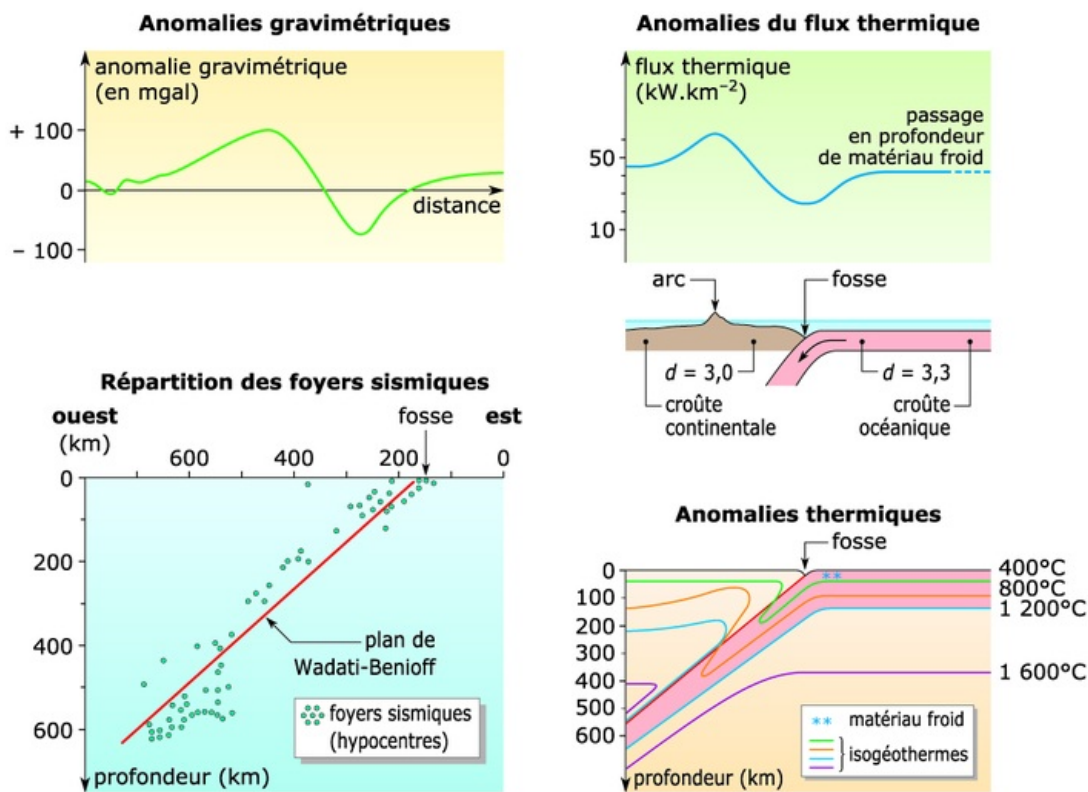 Anomalies gravimétriques
anomalie gravimétrique
(en mgal)
+ 100
0
– 100
distance
Anomalies du flux thermique
flux thermique
(kW.km–2)
50
10
passage
en profondeur
de matériau froid
arc
fosse
d = 3,0
d = 3,3
croûte
continentale
croûte
océanique
Répartition des foyers sismiques
ouest
(km)
fosse
est
600
400
200
0
0
200
400
600
plan de
Wadati-Benioff
foyers sismiques
(hypocentres)
profondeur (km)
Anomalies thermiques
fosse
0
100
200
300
400
500
600
400°C
800°C
1 200°C
1 600°C
** matériau froid
isogéothermes
profondeur (km)